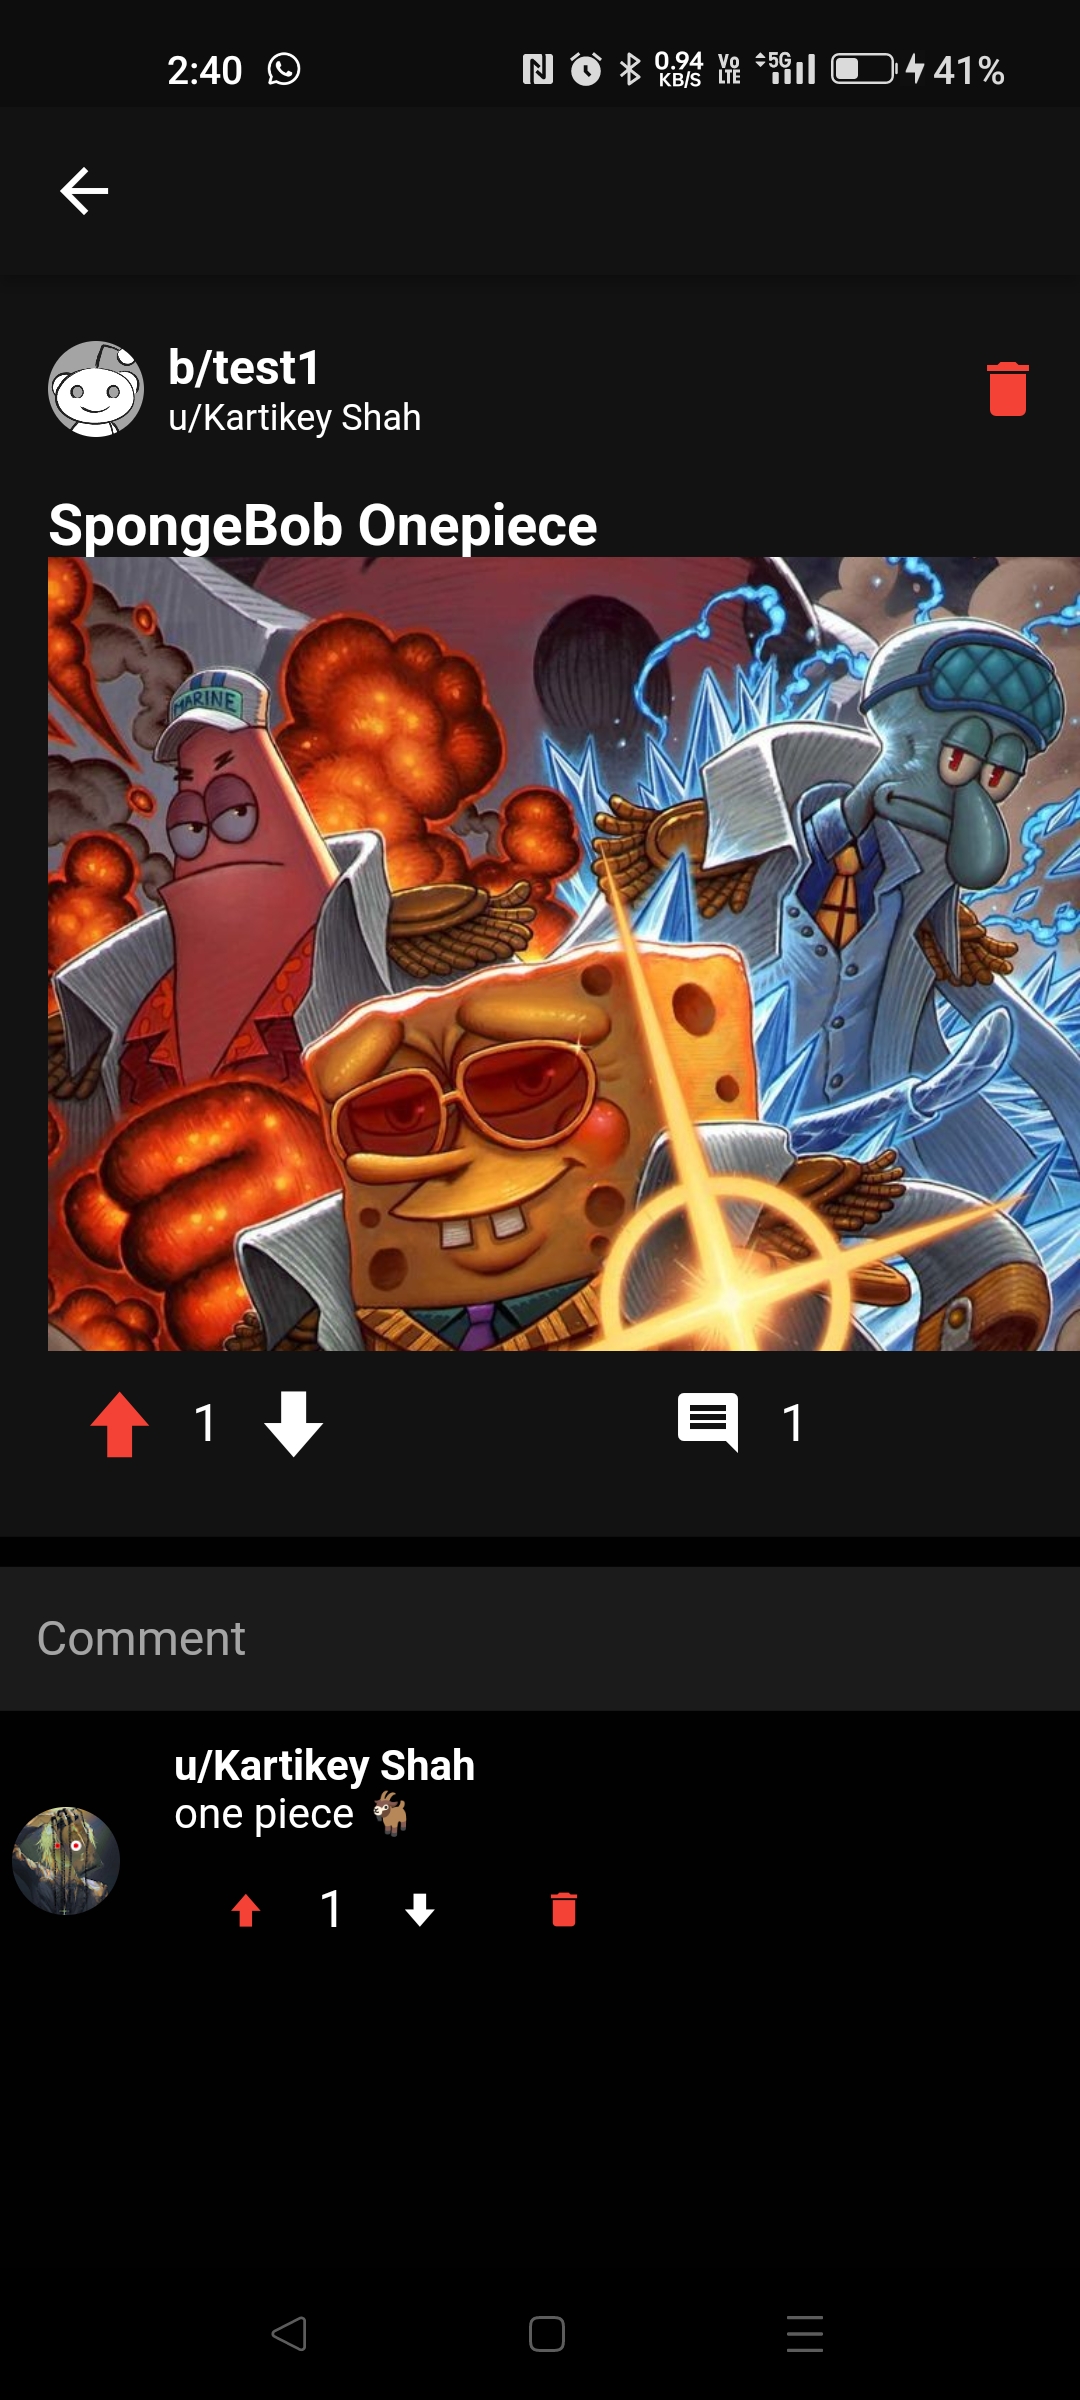 2:40 0.94 KB/S Vo LTE 5G 41%
b/test1
u/Kartikey Shah
SpongeBob Onepiece
MARINE
1 1
Comment
u/Kartikey Shah
one piece 🐐
1